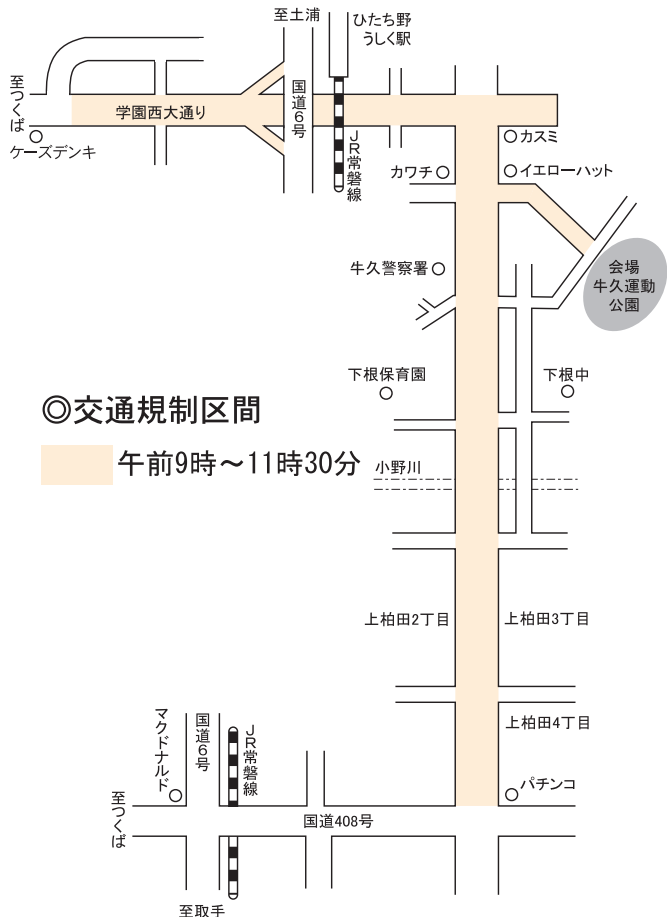 至土浦
ひたち野
うしく駅
至つくば
学園西大通り
国道6号
JR常磐線
ケーズデンキ
カスミ
カワチ
イエローハット
牛久警察署
会場
牛久運動
公園
下根保育園
下根中
◎交通規制区間
午前9時～11時30分
小野川
上柏田2丁目
上柏田3丁目
上柏田4丁目
マクドナルド
国道6号
JR常磐線
パチンコ
至つくば
国道408号
至取手